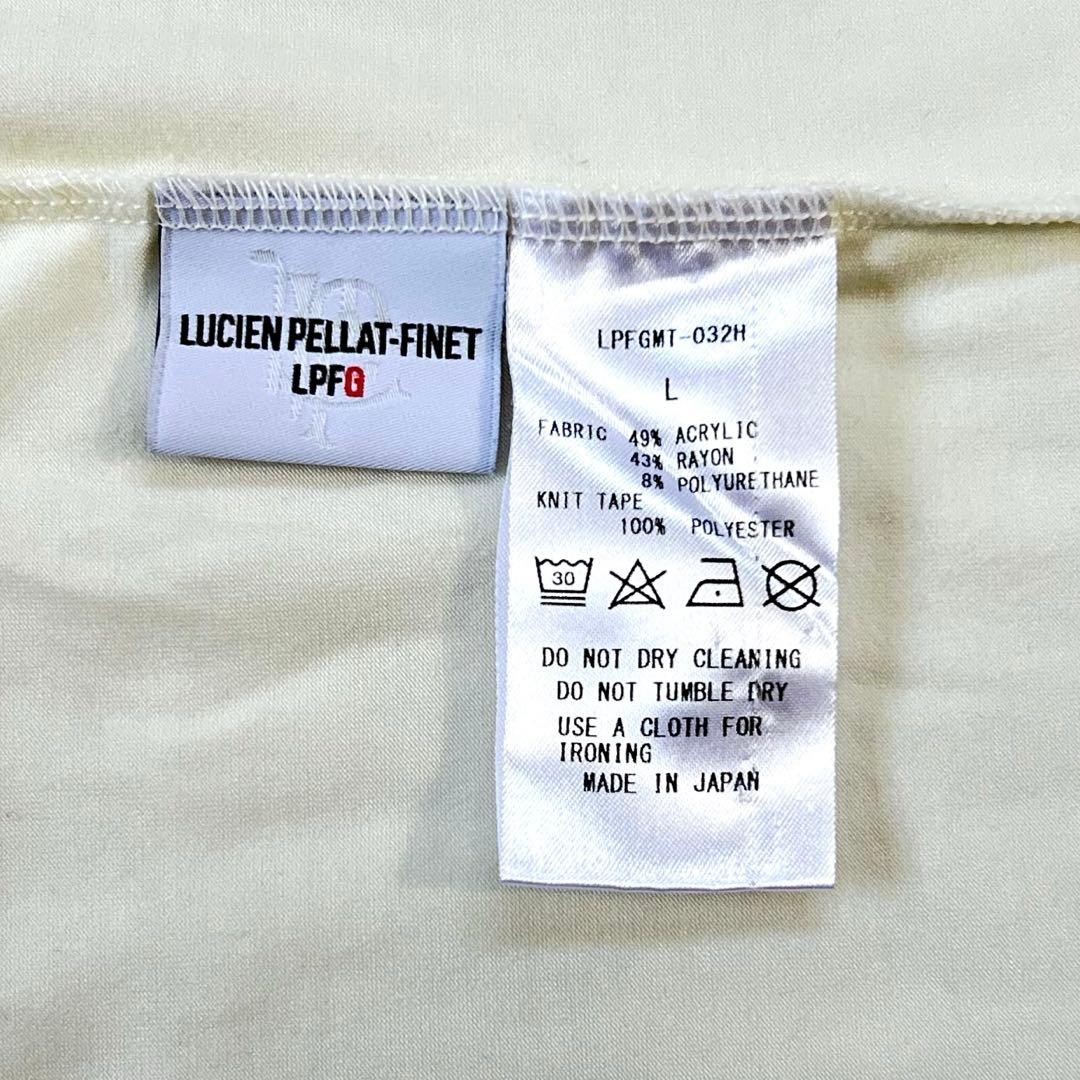 LUCIEN PELLAT-FINET
LPFG
LPFGMT-032H
L
FABRIC 49% ACRYLIC
43% RAYON
8% POLYURETHANE
KNIT TAPE
100% POLYESTER
30
DO NOT DRY CLEANING
DO NOT TUMBLE DRY
USE A CLOTH FOR
IRONING
MADE IN JAPAN